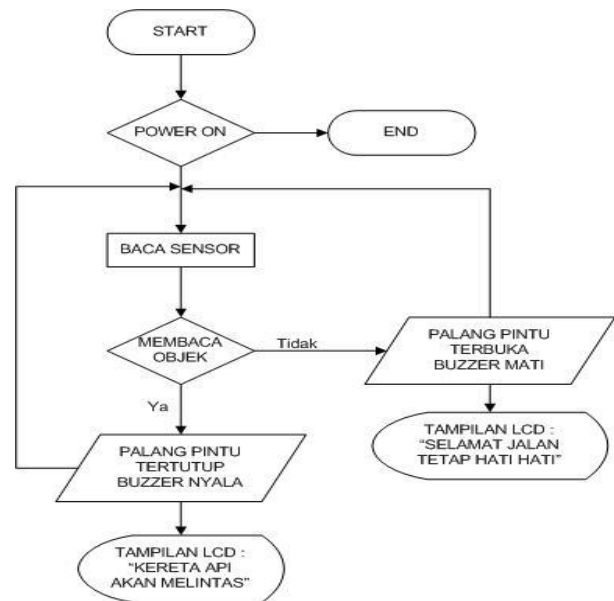 START
POWER ON
END
BACA SENSOR
MEMBACA
OBJEK
Tidak
PALANG PINTU
TERBUKA
BUZZER MATI
Ya
TAMPILAN LCD :
“SELAMAT JALAN
TETAP HATI HATI”
PALANG PINTU
TERTUTUP
BUZZER NYALA
TAMPILAN LCD :
“KERETA API
AKAN MELINTAS”